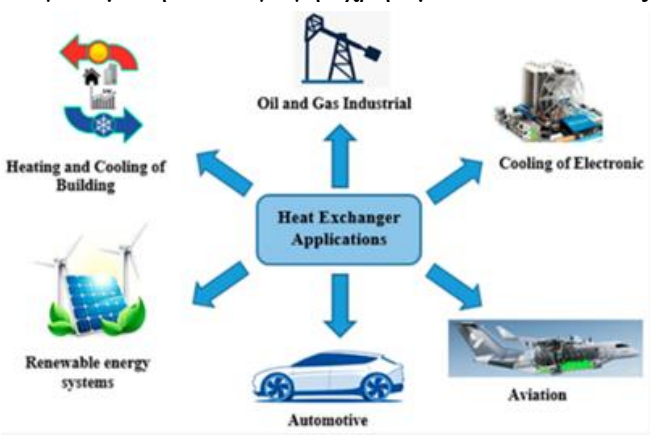 Oil and Gas Industrial
Heating and Cooling of
Building
Cooling of Electronic
Heat Exchanger
Applications
Renewable energy
systems
Automotive
Aviation